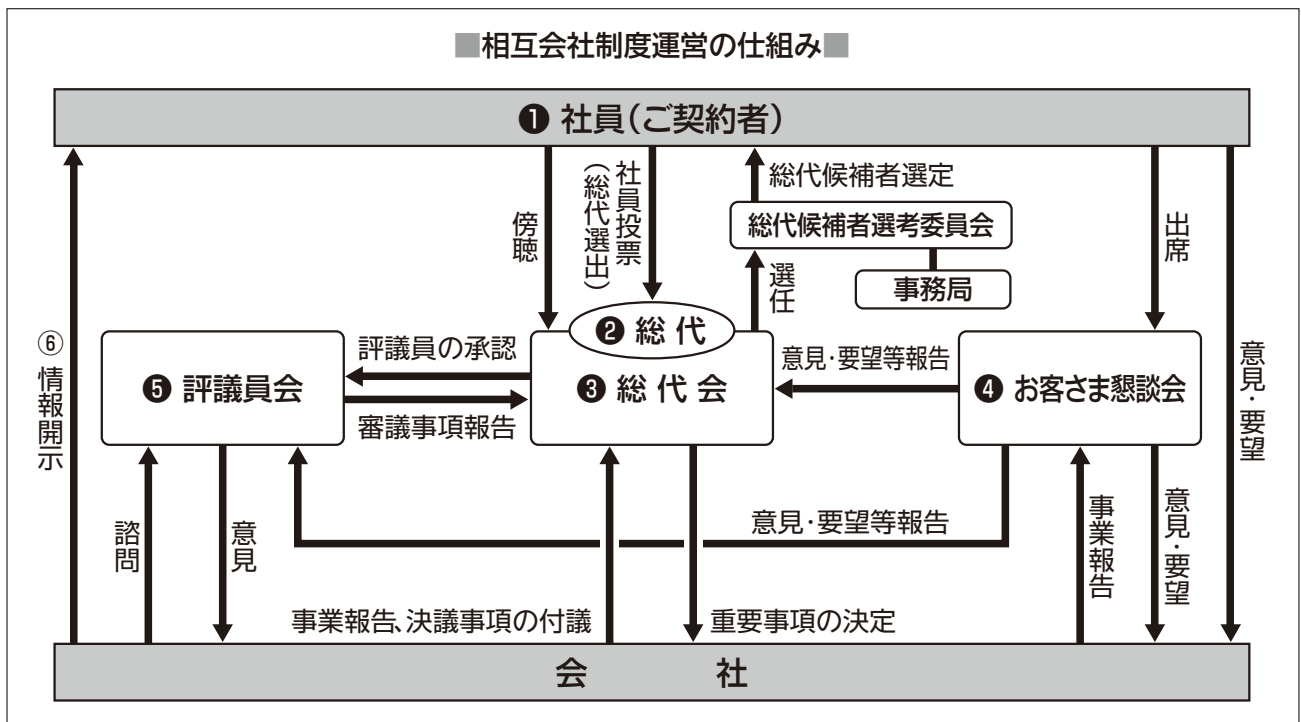 ■相互会社制度運営の仕組み■
❶ 社員（ご契約者）
傍聴
社員投票
（総代選出）
総代候補者選定
総代候補者選考委員会
選任
事務局
出席
❷ 総代
⑥情報開示
評議員の承認
意見・要望等報告
意見・要望
❺ 評議員会
❸ 総代会
❹ お客さま懇談会
審議事項報告
諮問
意見
意見・要望等報告
事業報告
意見・要望
事業報告、決議事項の付議
重要事項の決定
会社